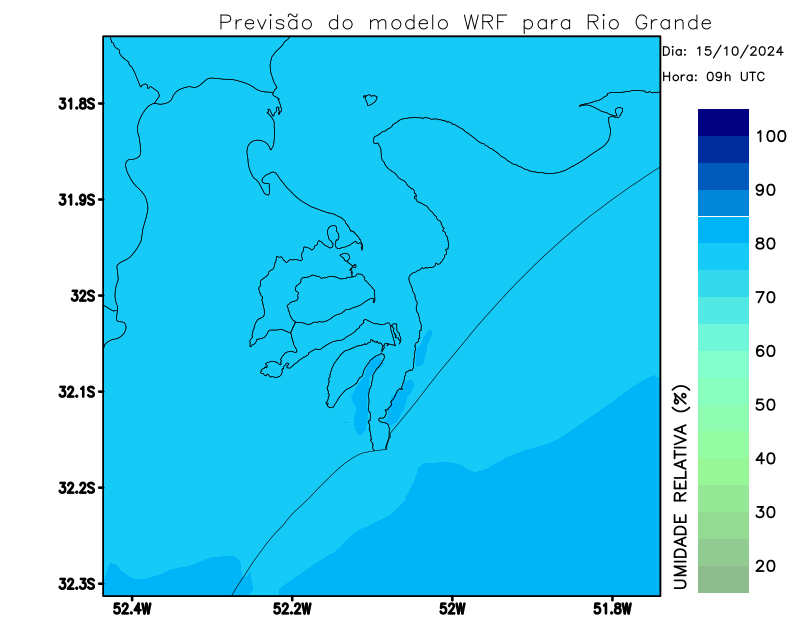 Previsão do modelo WRF para Rio Grande
Dia: 15/10/2024
Hora: 09h UTC
31.8S
31.9S
32S
32.1S
32.2S
32.3S
52.4W
52.2W
52W
51.8W
100
90
80
70
60
50
40
30
20
UMIDADE RELATIVA (%)